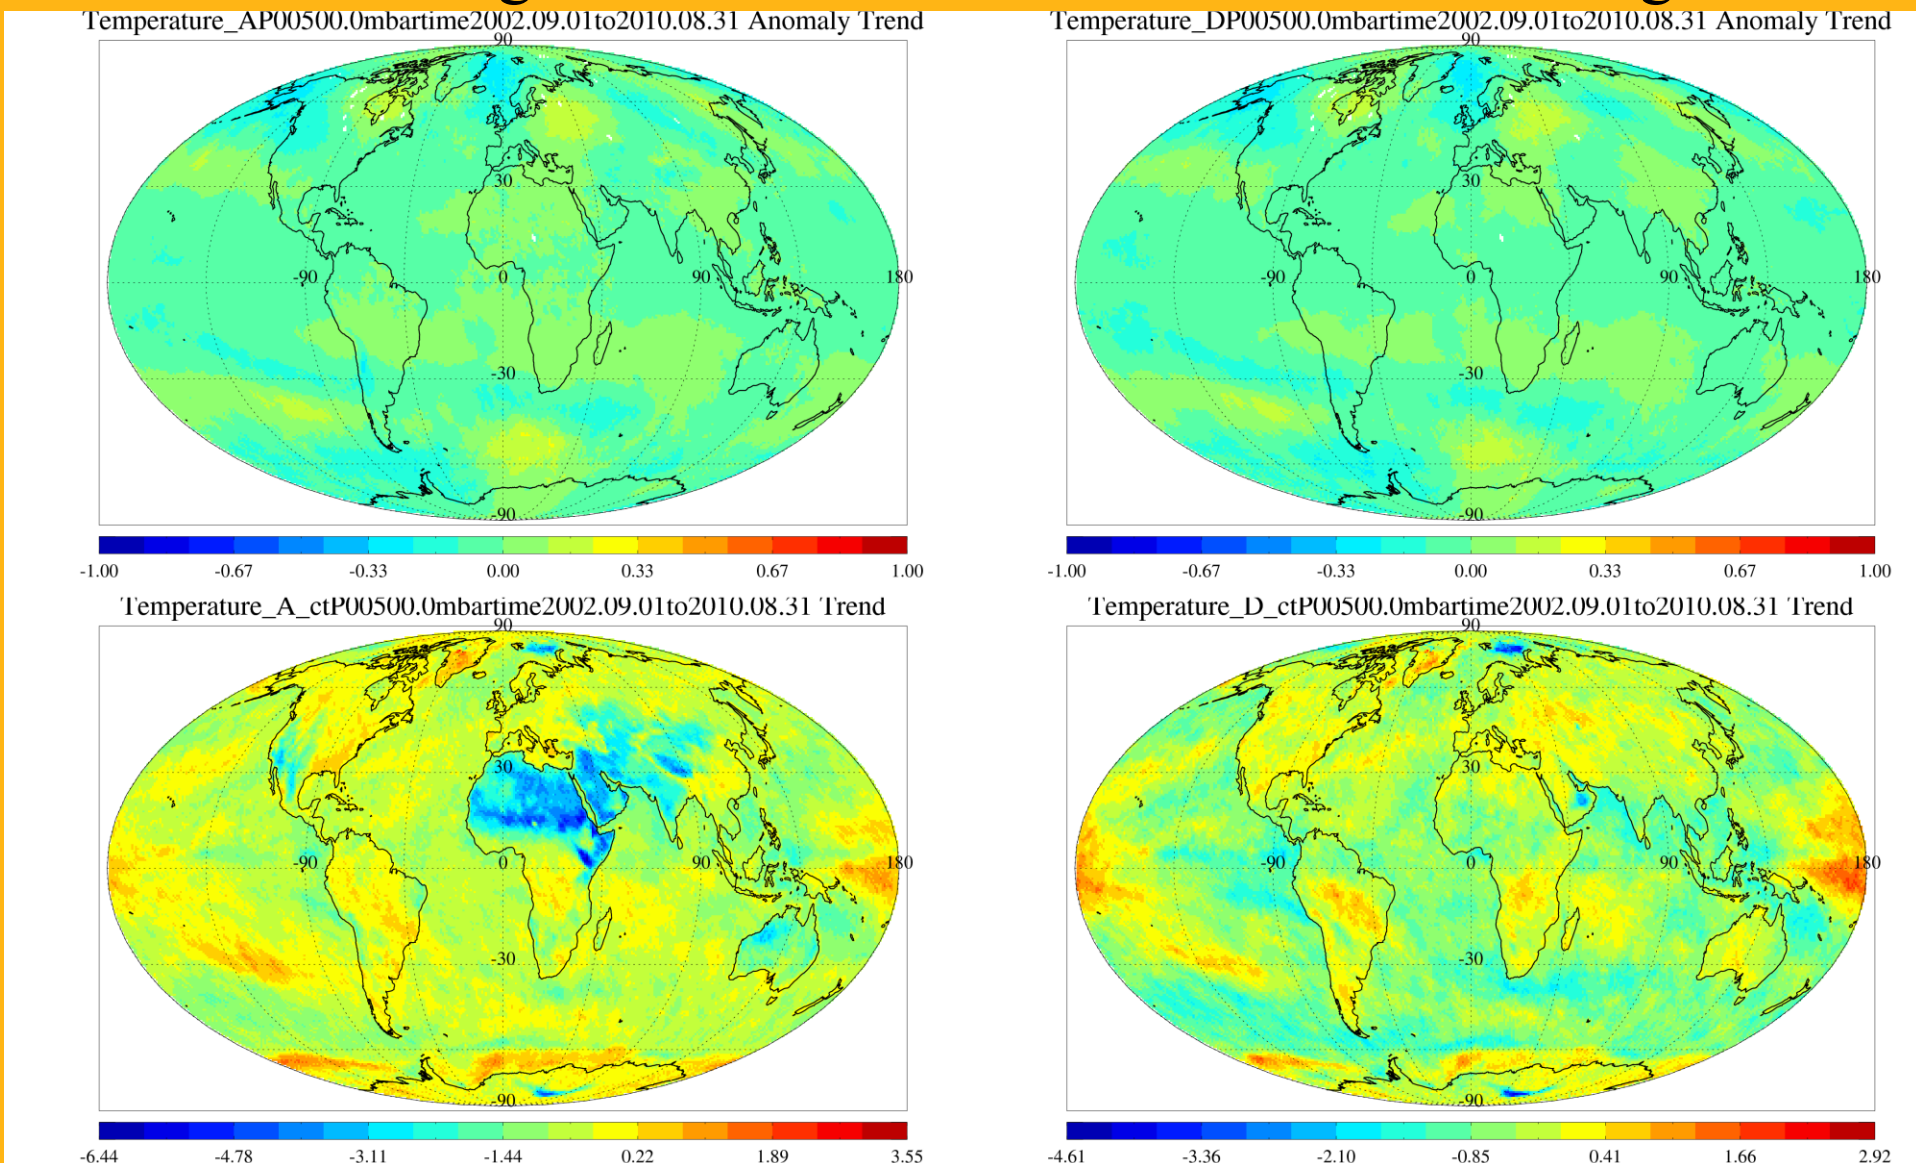 Temperature_AP00500.0mbartime2002.09.01to2010.08.31 Anomaly Trend
90
30
-90 0 90 180
-30
-90
-1.00 -0.67 -0.33 0.00 0.33 0.67 1.00
Temperature_DP00500.0mbartime2002.09.01to2010.08.31 Anomaly Trend
90
30
-90 0 90 180
-30
-90
-1.00 -0.67 -0.33 0.00 0.33 0.67 1.00
Temperature_A_ctP00500.0mbartime2002.09.01to2010.08.31 Trend
90
30
-90 0 90 180
-30
-90
-6.44 -4.78 -3.11 -1.44 0.22 1.89 3.55
Temperature_D_ctP00500.0mbartime2002.09.01to2010.08.31 Trend
90
30
-90 0 90 180
-30
-90
-4.61 -3.36 -2.10 -0.85 0.41 1.66 2.92